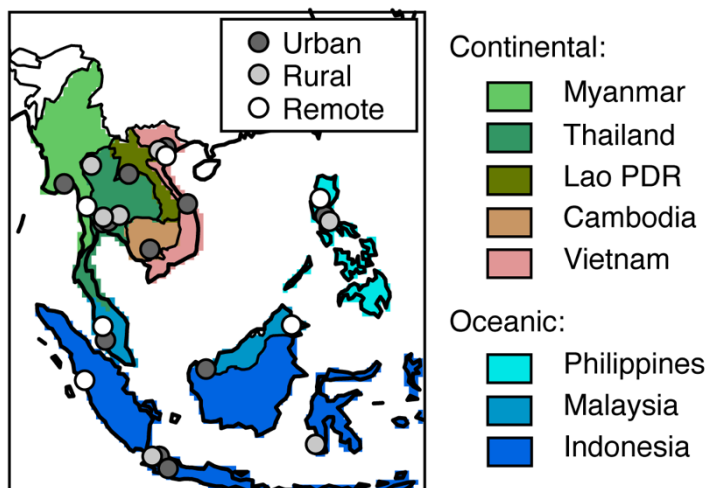 Urban
Rural
Remote
Continental:
Myanmar
Thailand
Lao PDR
Cambodia
Vietnam
Oceanic:
Philippines
Malaysia
Indonesia